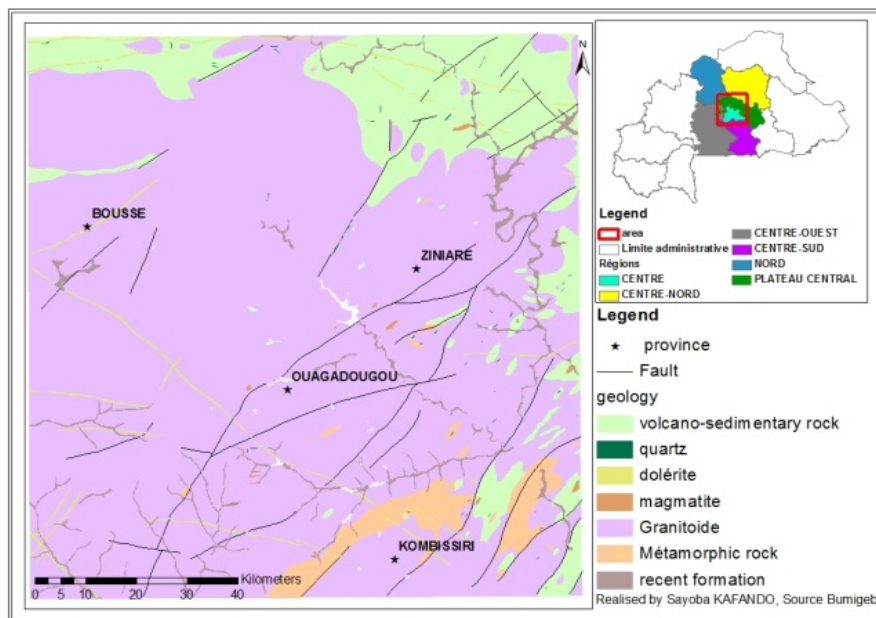 N
BOUSSE
ZINIARE
OUAGADOUGOU
KOMBISSIRI
Kilometers
0 5 10 20 30 40
Legend
area
Limite administrative
Régions
CENTRE
CENTRE-NORD
CENTRE-OUEST
CENTRE-SUD
NORD
PLATEAU CENTRAL
Legend
province
Fault
geology
volcano-sedimentary rock
quartz
dolérite
magmatite
Granitoide
Métamorphic rock
recent formation
Realised by Sayoba KAFANDO, Source Bumigeb